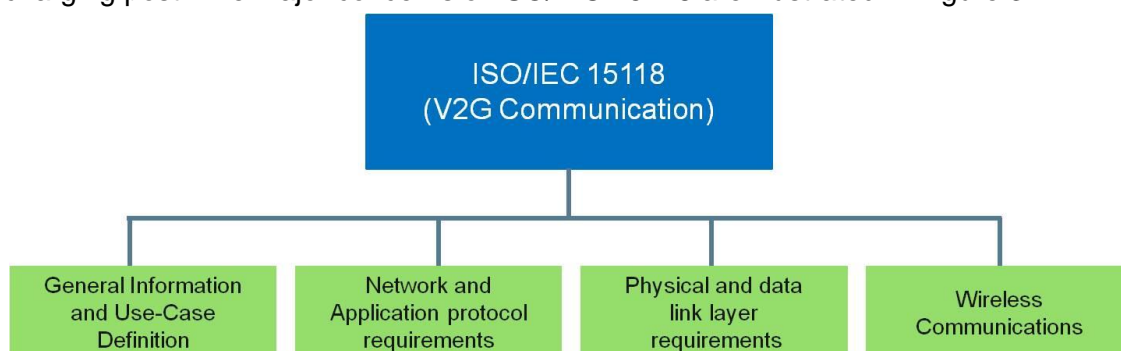 ISO/IEC 15118
(V2G Communication)
General Information
and Use-Case
Definition
Network and
Application protocol
requirements
Physical and data
link layer
requirements
Wireless
Communications